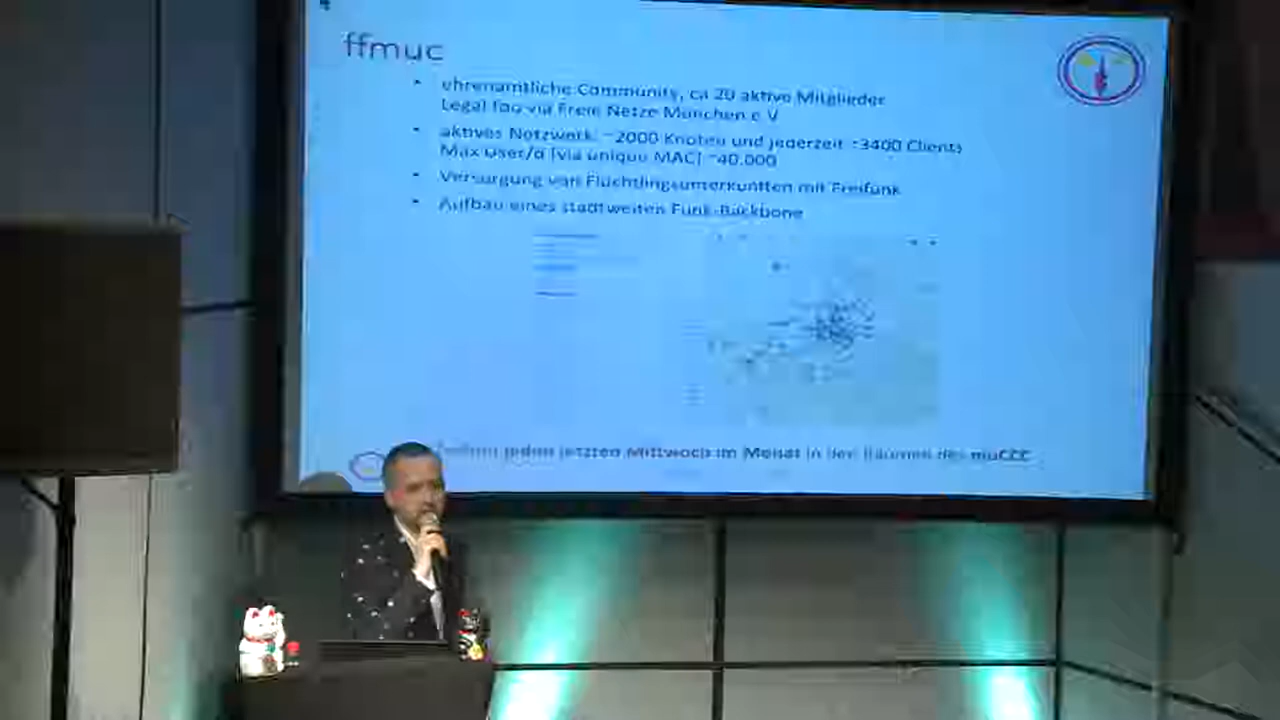 ffmuc
ehrenamtliche Community, ca 20 aktive Mitglieder
Legal Foo via Freie Netze München e.V
aktives Netzwerk: ~2000 Knoten und jederzeit ~3400 Clients
Max User/d [via unique MAC] ~40.000
Versorgung von Flüchtlingsunterkünften mit Freifunk
Aufbau eines stadtweiten Funk-Backbone
jeden letzten Mittwoch im Monat in den Räumen des muCCC